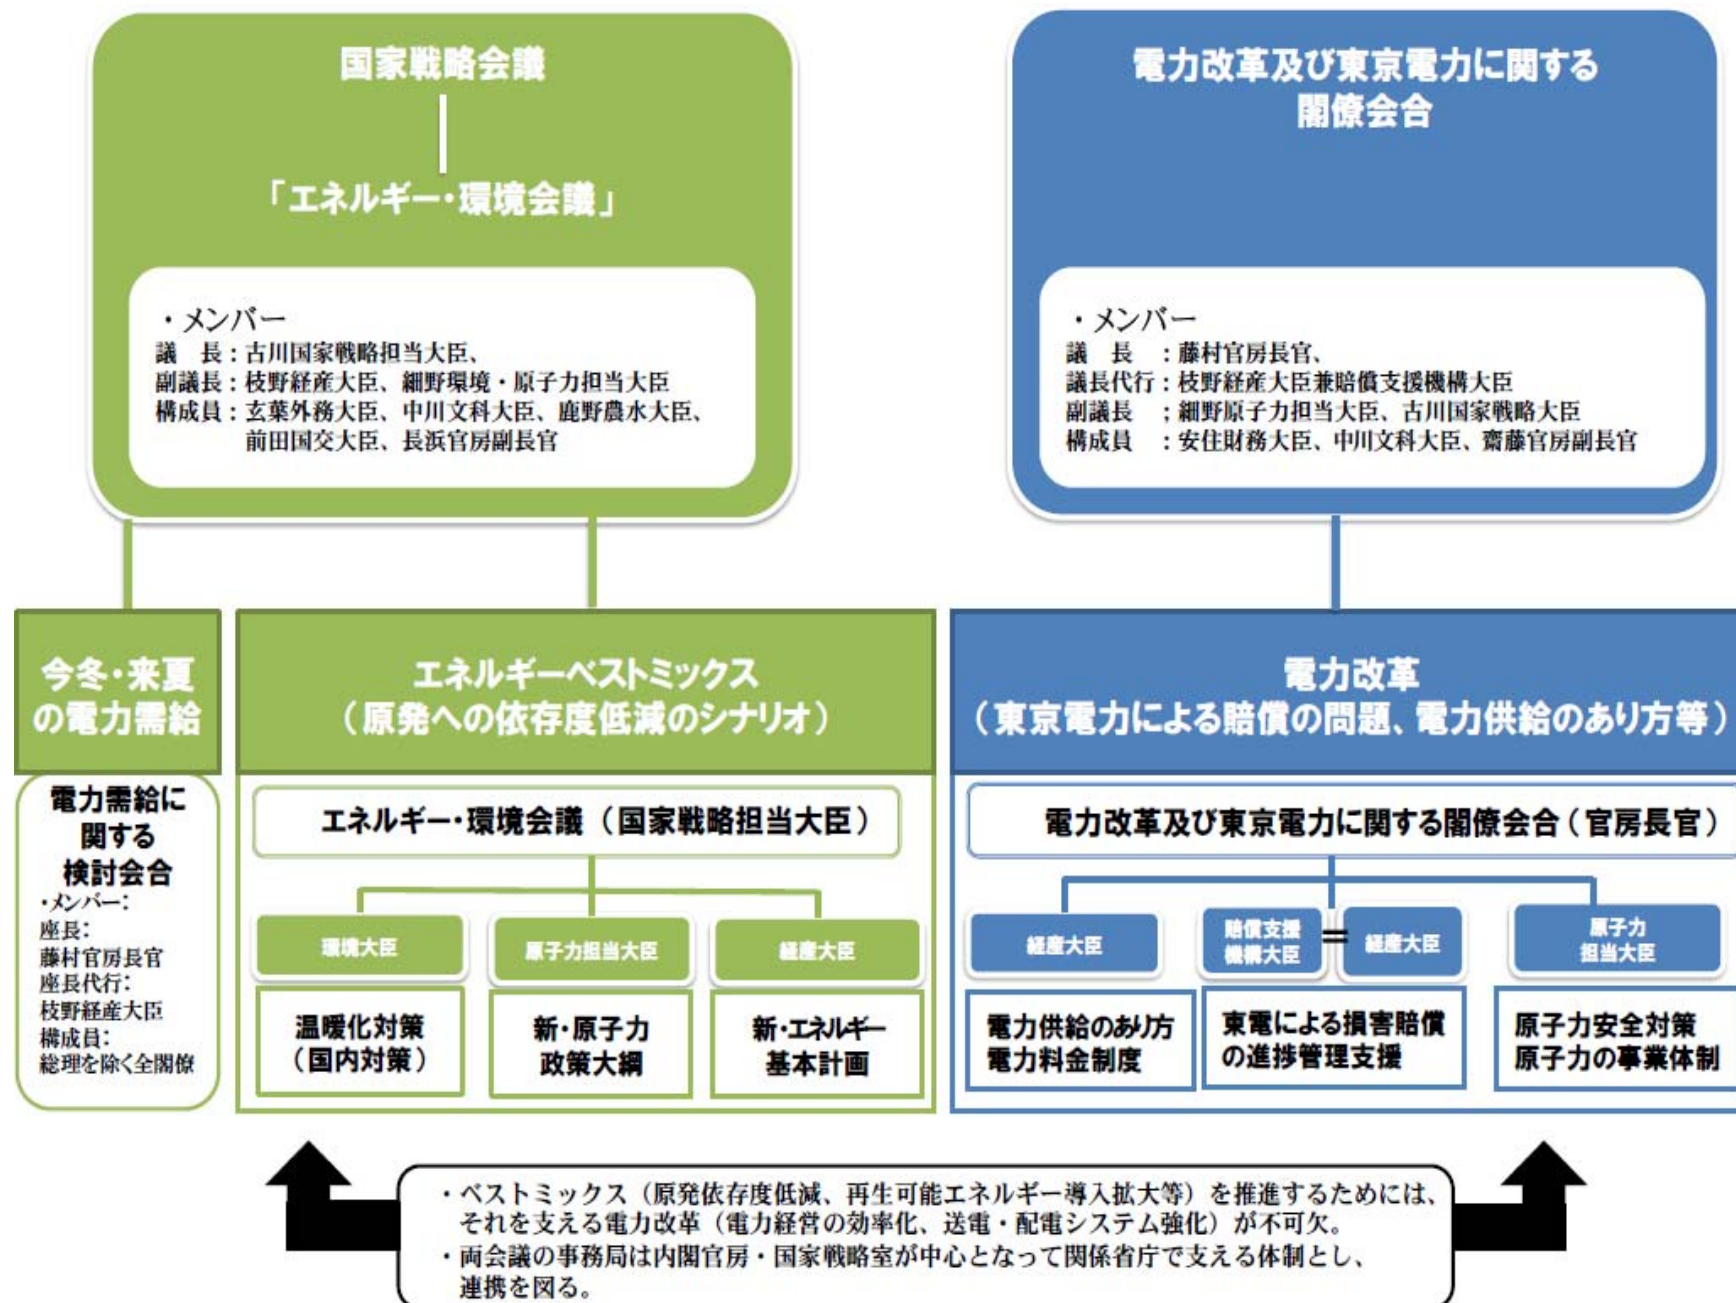 国家戦略会議
「エネルギー・環境会議」
・メンバー
議　長：古川国家戦略担当大臣、
副議長：枝野経産大臣、細野環境・原子力担当大臣
構成員：玄葉外務大臣、中川文科大臣、鹿野農水大臣、
前田国交大臣、長浜官房副長官
電力改革及び東京電力に関する
閣僚会合
・メンバー
議　長　：藤村官房長官、
議長代行：枝野経産大臣兼賠償支援機構大臣
副議長　；細野原子力担当大臣、古川国家戦略大臣
構成員　：安住財務大臣、中川文科大臣、齋藤官房副長官
今冬・来夏
の電力需給
電力需給に
関する
検討会合
・メンバー：
座長：
藤村官房長官
座長代行：
枝野経産大臣
構成員：
総理を除く全閣僚
エネルギーベストミックス
（原発への依存度低減のシナリオ）
エネルギー・環境会議（国家戦略担当大臣）
環境大臣
原子力担当大臣
経産大臣
温暖化対策
（国内対策）
新・原子力
政策大綱
新・エネルギー
基本計画
電力改革
（東京電力による賠償の問題、電力供給のあり方等）
電力改革及び東京電力に関する閣僚会合（官房長官）
経産大臣
賠償支援
機構大臣
＝
経産大臣
原子力
担当大臣
電力供給のあり方
電力料金制度
東電による損害賠償
の進捗管理支援
原子力安全対策
原子力の事業体制
・ベストミックス（原発依存度低減、再生可能エネルギー導入拡大等）を推進するためには、
それを支える電力改革（電力経営の効率化、送電・配電システム強化）が不可欠。
・両会議の事務局は内閣官房・国家戦略室が中心となって関係省庁で支える体制とし、
連携を図る。